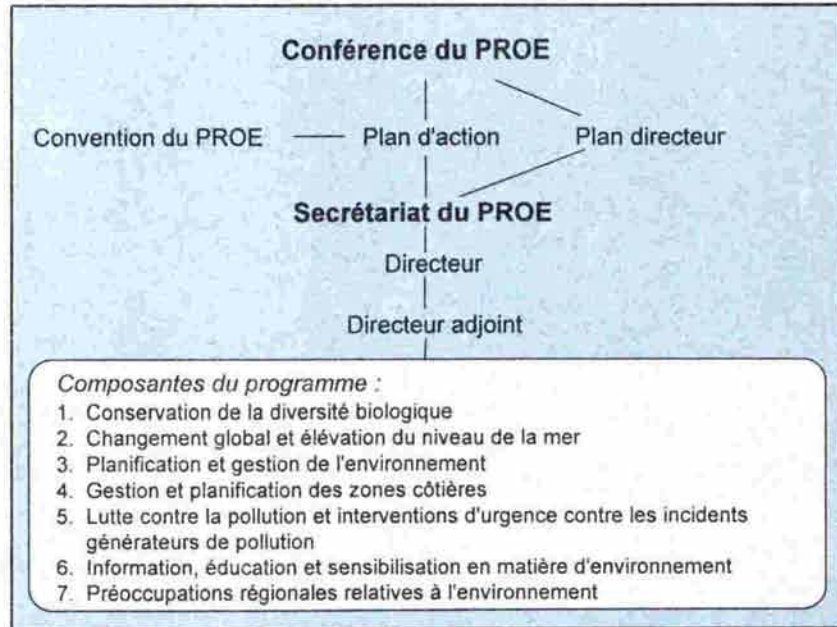 Conférence du PROE
Convention du PROE
Plan d'action
Plan directeur
Secrétariat du PROE
Directeur
Directeur adjoint
Composantes du programme :
1. Conservation de la diversité biologique
2. Changement global et élévation du niveau de la mer
3. Planification et gestion de l'environnement
4. Gestion et planification des zones côtières
5. Lutte contre la pollution et interventions d'urgence contre les incidents
générateurs de pollution
6. Information, éducation et sensibilisation en matière d'environnement
7. Préoccupations régionales relatives à l'environnement